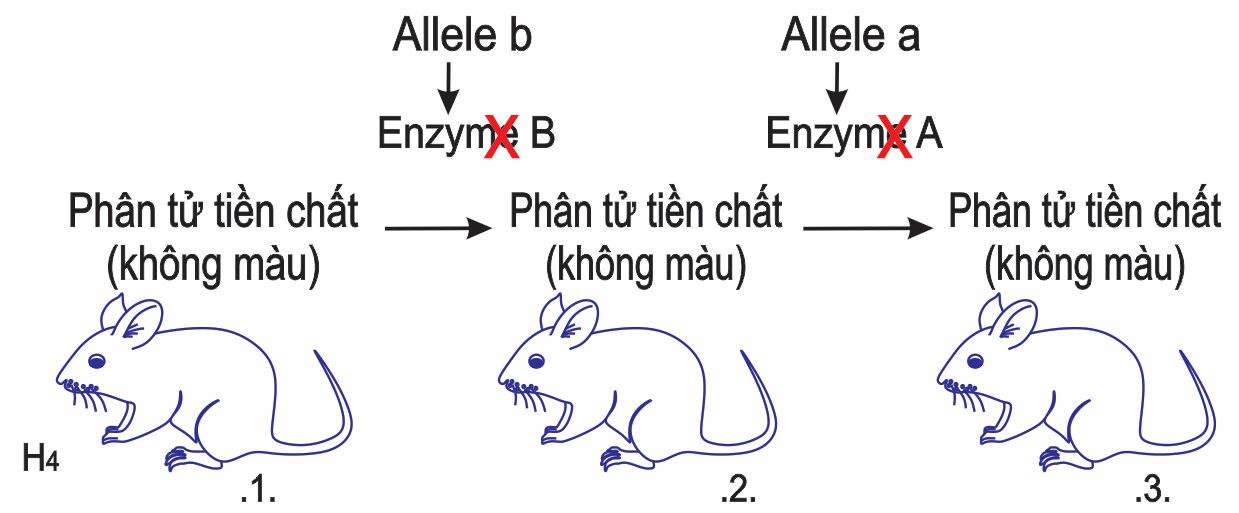 Allele b
Allele a
Enzyme B
Enzyme A
Phân tử tiền chất
(không màu)
Phân tử tiền chất
(không màu)
Phân tử tiền chất
(không màu)
H4
.1.
.2.
.3.